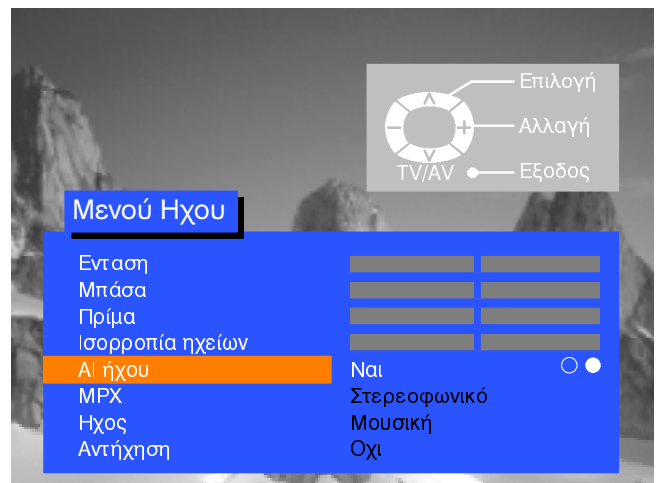 Επιλογή
Αλλαγή
TV/AV Εξοδος
Μενού Ηχου
Ενταση
Μπάσα
Πρίμα
Ισορροπία ηχείων
AI ήχου Ναι
MPX Στερεοφωνικό
Ηχος Μουσική
Αντήχηση Οχι